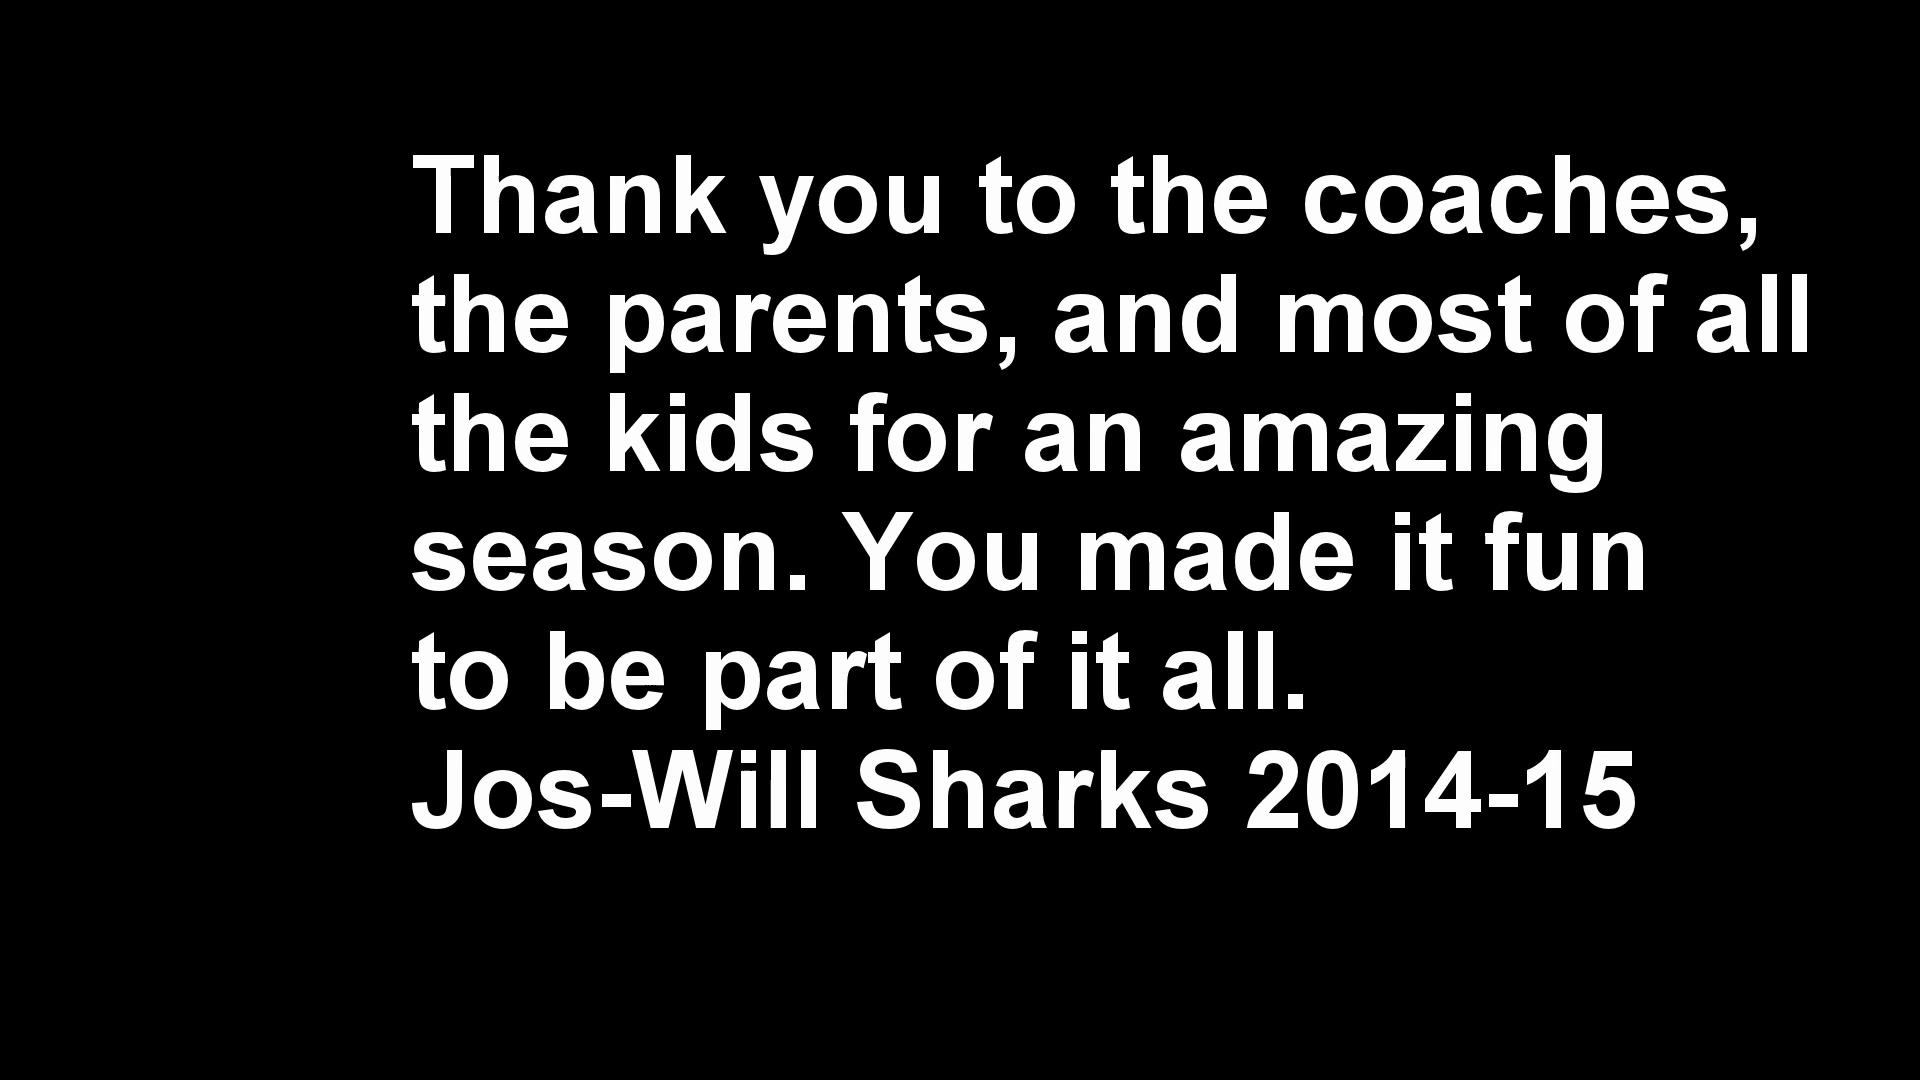 Thank you to the coaches,
the parents, and most of all
the kids for an amazing
season. You made it fun
to be part of it all.
Jos-Will Sharks 2014-15